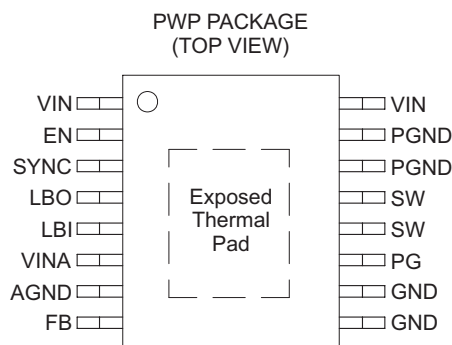 PWP PACKAGE
(TOP VIEW)
VIN
EN
SYNC
LBO
LBI
VINA
AGND
FB
Exposed
Thermal
Pad
VIN
PGND
PGND
SW
SW
PG
GND
GND